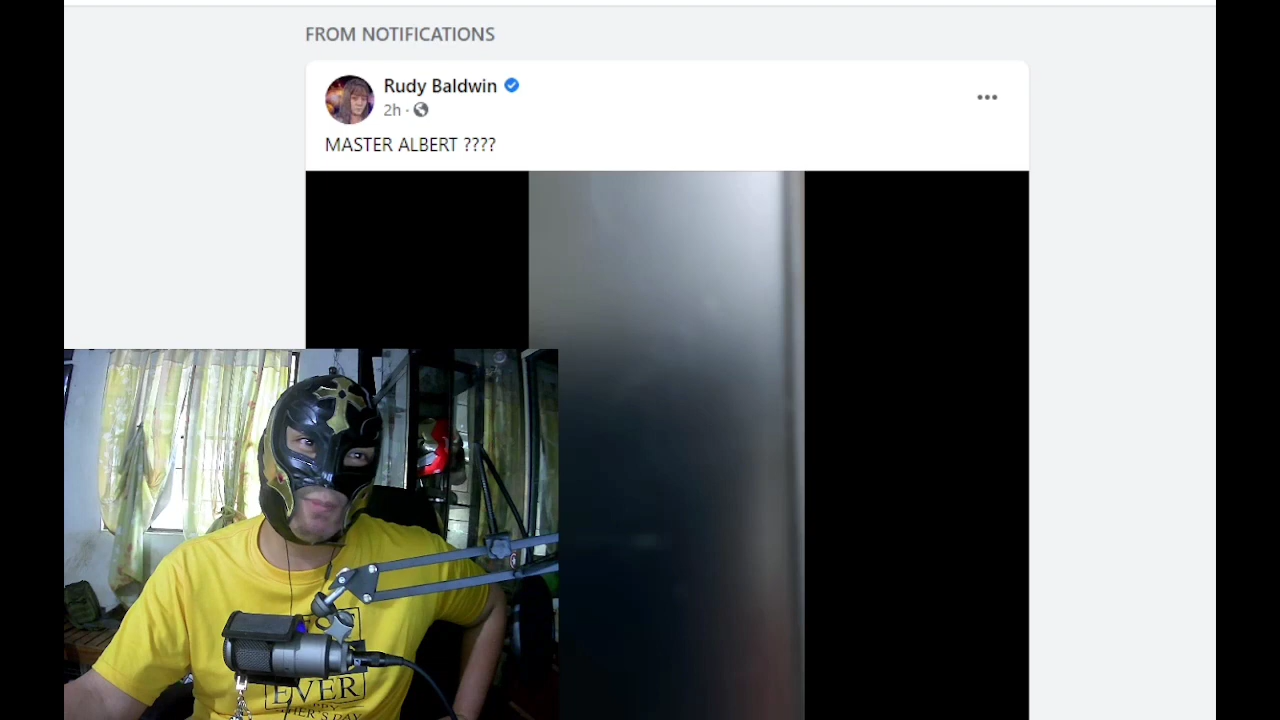 FROM NOTIFICATIONS
Rudy Baldwin
2h ·
MASTER ALBERT ????
EVER